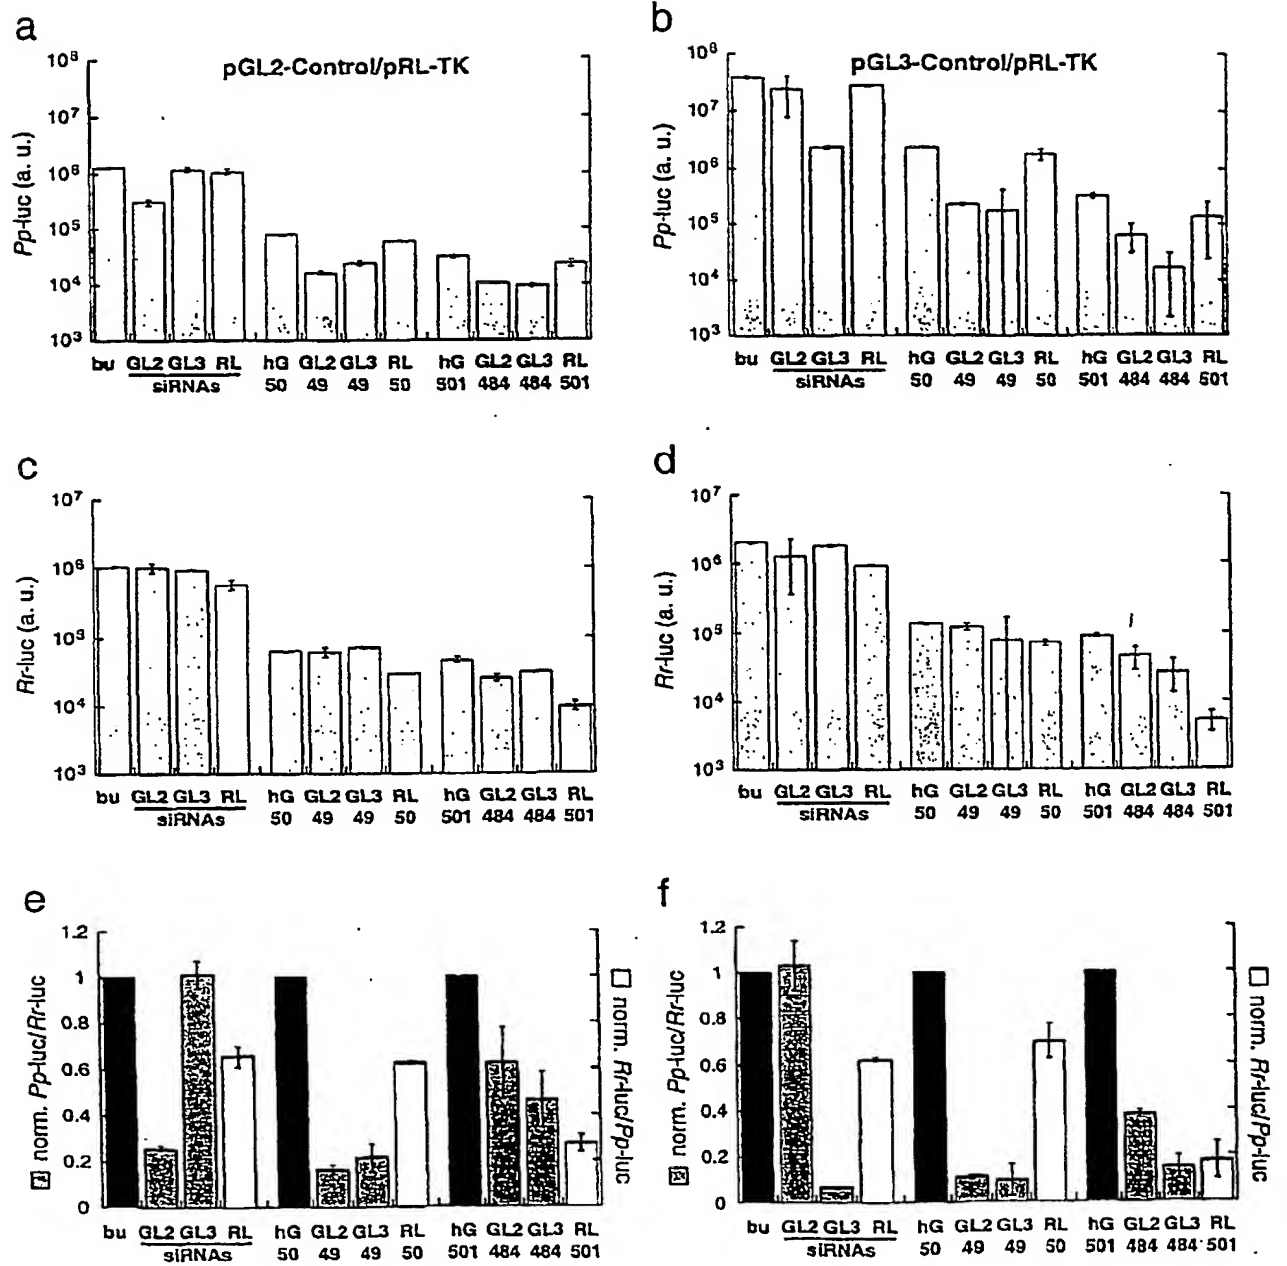 a
pGL2-Control/pRL-TK
Pp-luc (a. u.)
10⁸
10⁷
10⁶
10⁵
10⁴
10³
bu GL2 GL3 RL hG GL2 GL3 RL hG GL2 GL3 RL
siRNAs 50 49 49 50 501 484 484 501
b
pGL3-Control/pRL-TK
Pp-luc (a. u.)
10⁸
10⁷
10⁶
10⁵
10⁴
10³
bu GL2 GL3 RL hG GL2 GL3 RL hG GL2 GL3 RL
siRNAs 50 49 49 50 501 484 484 501
c
Rr-luc (a. u.)
10⁷
10⁶
10⁵
10⁴
10³
bu GL2 GL3 RL hG GL2 GL3 RL hG GL2 GL3 RL
siRNAs 50 49 49 50 501 484 484 501
d
Rr-luc (a. u.)
10⁷
10⁶
10⁵
10⁴
10³
bu GL2 GL3 RL hG GL2 GL3 RL hG GL2 GL3 RL
siRNAs 50 49 49 50 501 484 484 501
e
norm. Pp-luc/Rr-luc
1.2
1
0.8
0.6
0.4
0.2
0
norm. Rr-luc/Pp-luc
bu GL2 GL3 RL hG GL2 GL3 RL hG GL2 GL3 RL
siRNAs 50 49 49 50 501 484 484 501
f
norm. Pp-luc/Rr-luc
1.2
1
0.8
0.6
0.4
0.2
0
norm. Rr-luc/Pp-luc
bu GL2 GL3 RL hG GL2 GL3 RL hG GL2 GL3 RL
siRNAs 50 49 49 50 501 484 484 501